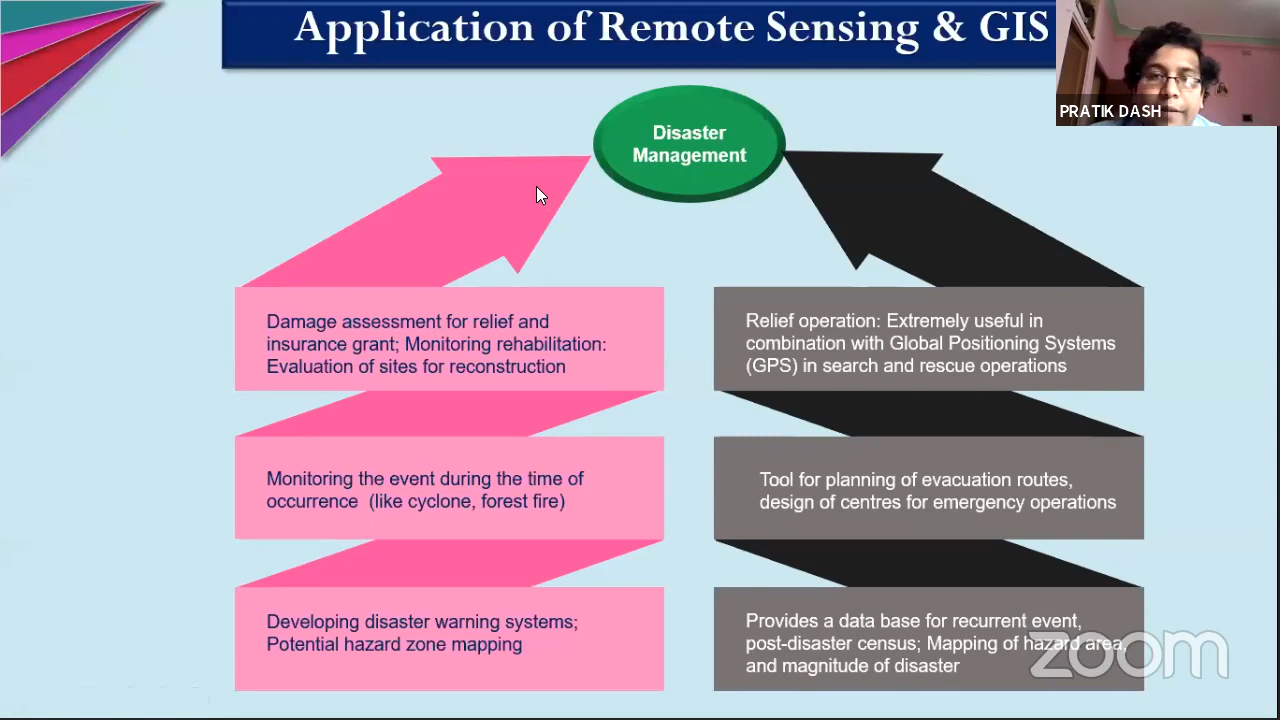 Application of Remote Sensing & GIS
PRATIK DASH
Disaster
Management
Damage assessment for relief and
insurance grant; Monitoring rehabilitation:
Evaluation of sites for reconstruction
Relief operation: Extremely useful in
combination with Global Positioning Systems
(GPS) in search and rescue operations
Monitoring the event during the time of
occurrence (like cyclone, forest fire)
Tool for planning of evacuation routes,
design of centres for emergency operations
Developing disaster warning systems;
Potential hazard zone mapping
Provides a data base for recurrent event,
post-disaster census; Mapping of hazard area,
and magnitude of disaster
zoom